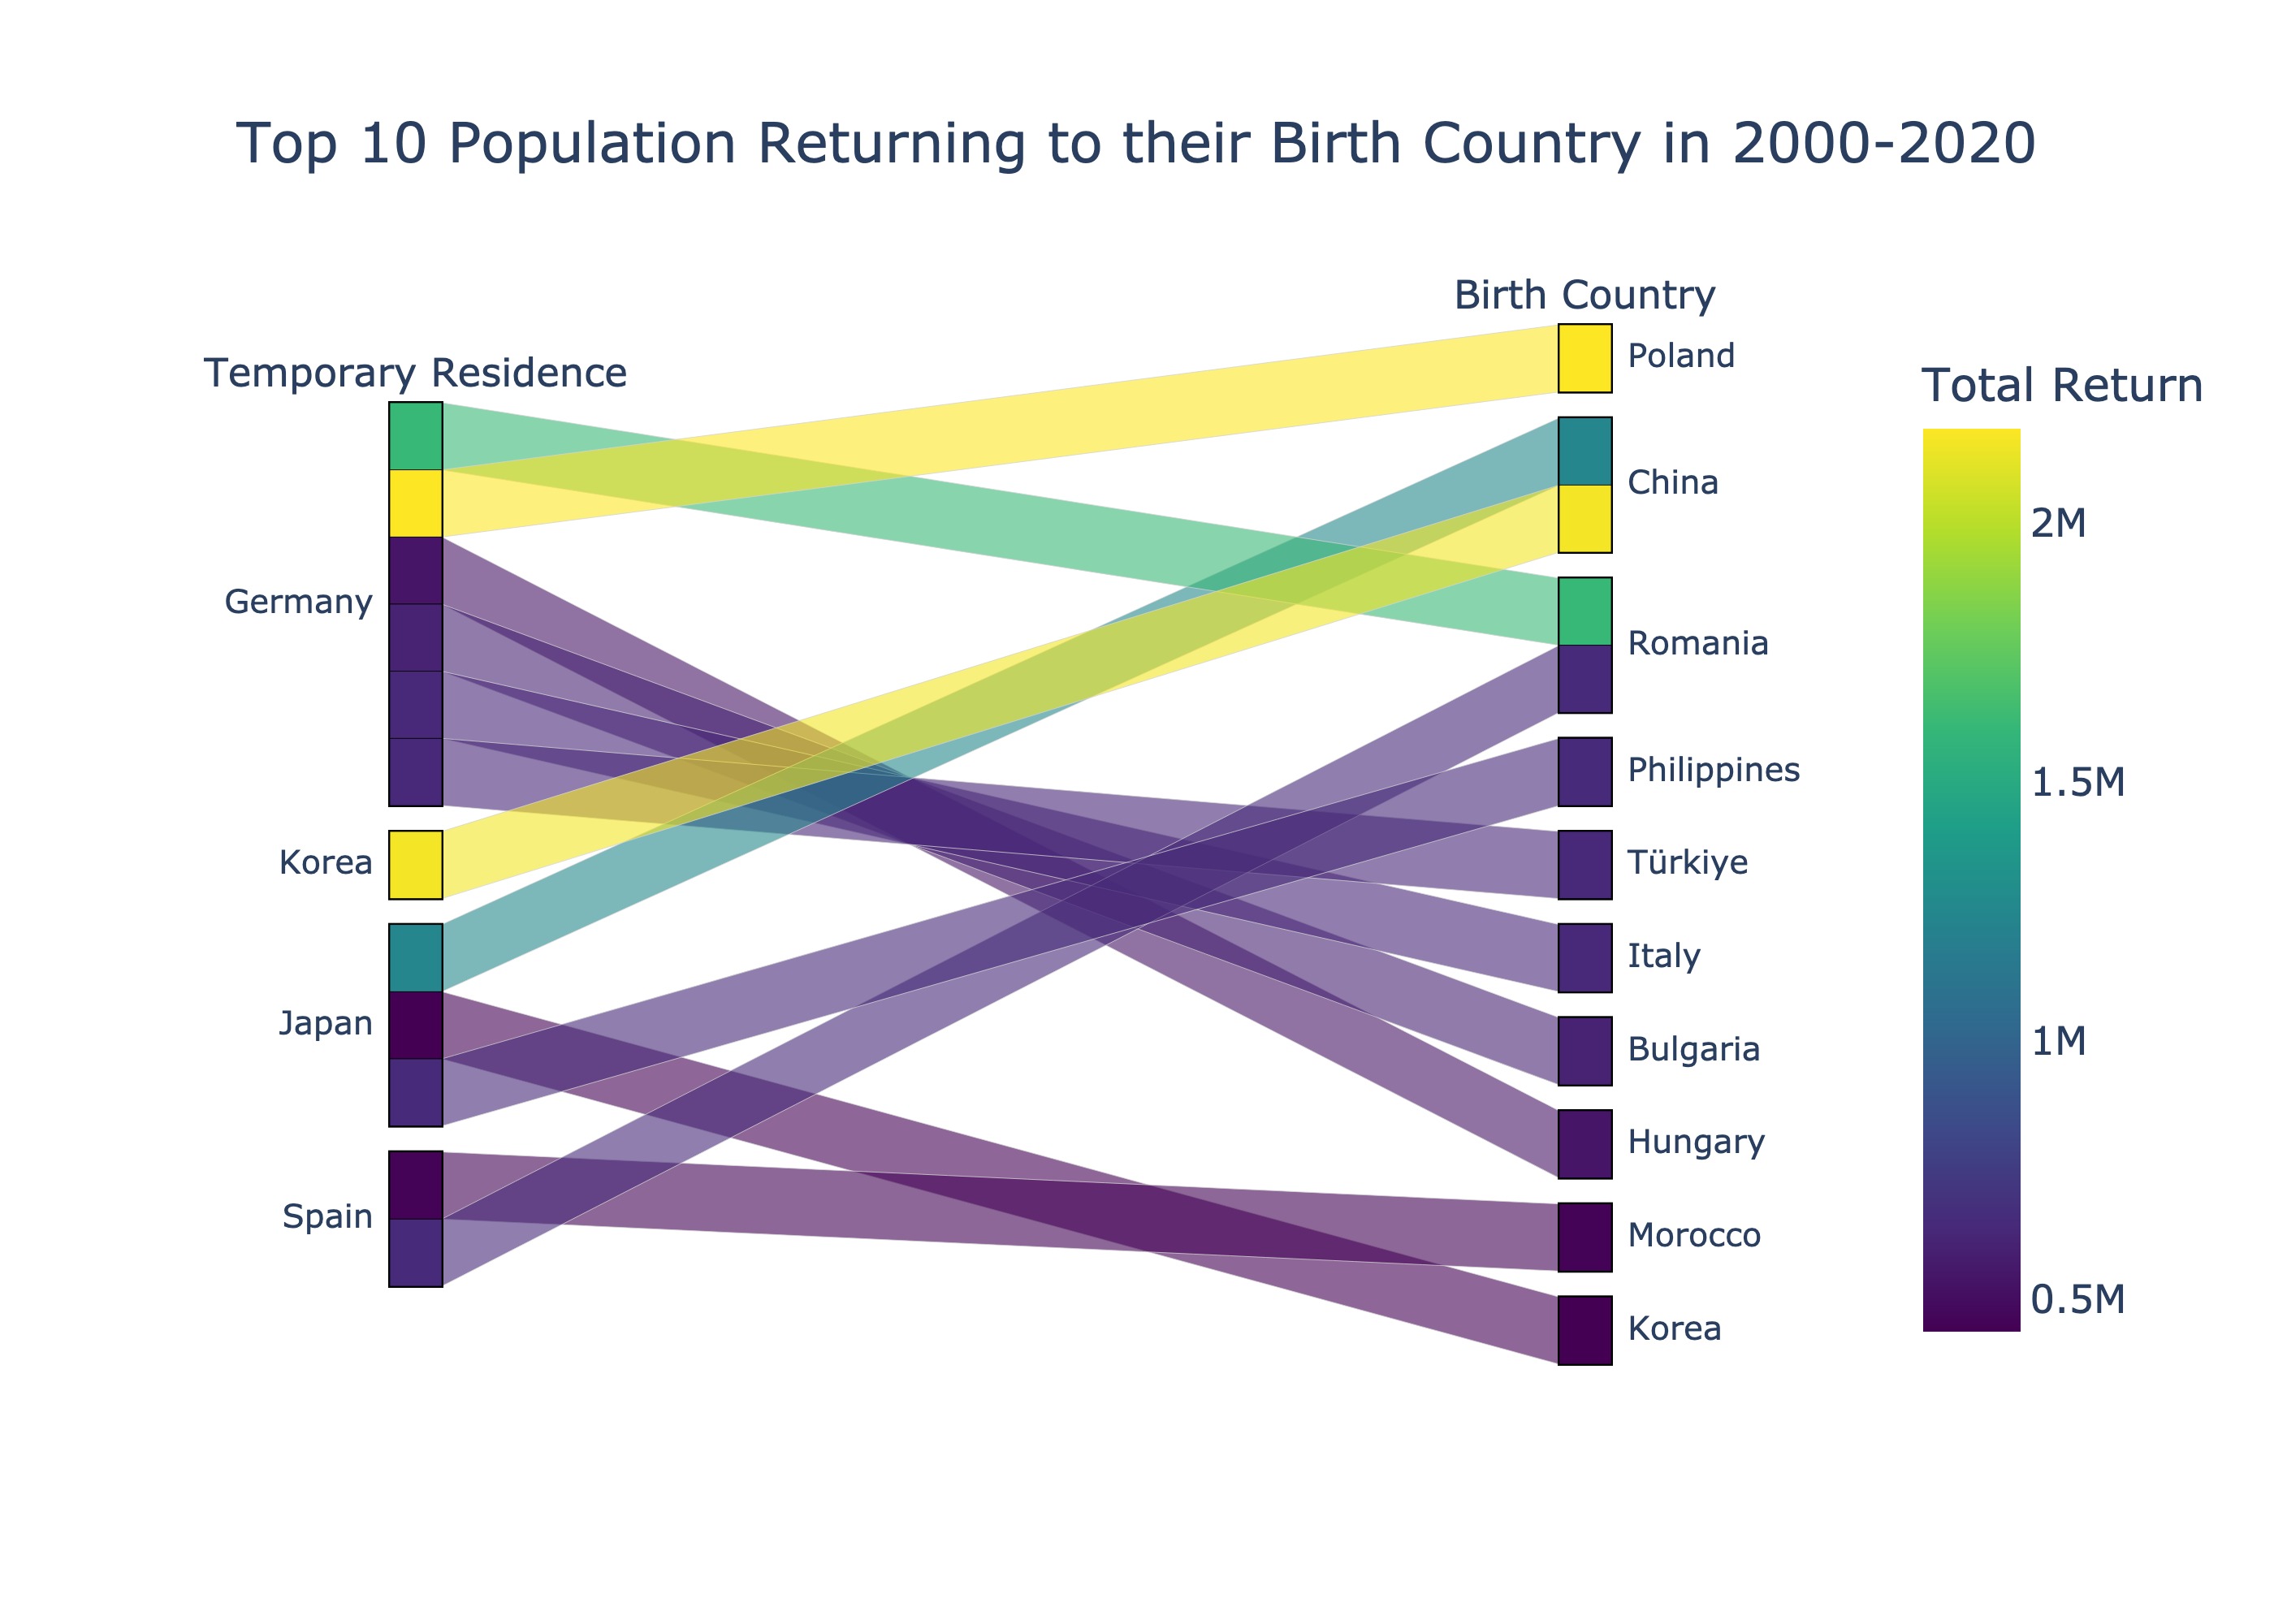 Top 10 Population Returning to their Birth Country in 2000-2020
Temporary Residence
Germany
Korea
Japan
Spain
Birth Country
Poland
China
Romania
Philippines
Türkiye
Italy
Bulgaria
Hungary
Morocco
Korea
Total Return
2M
1.5M
1M
0.5M